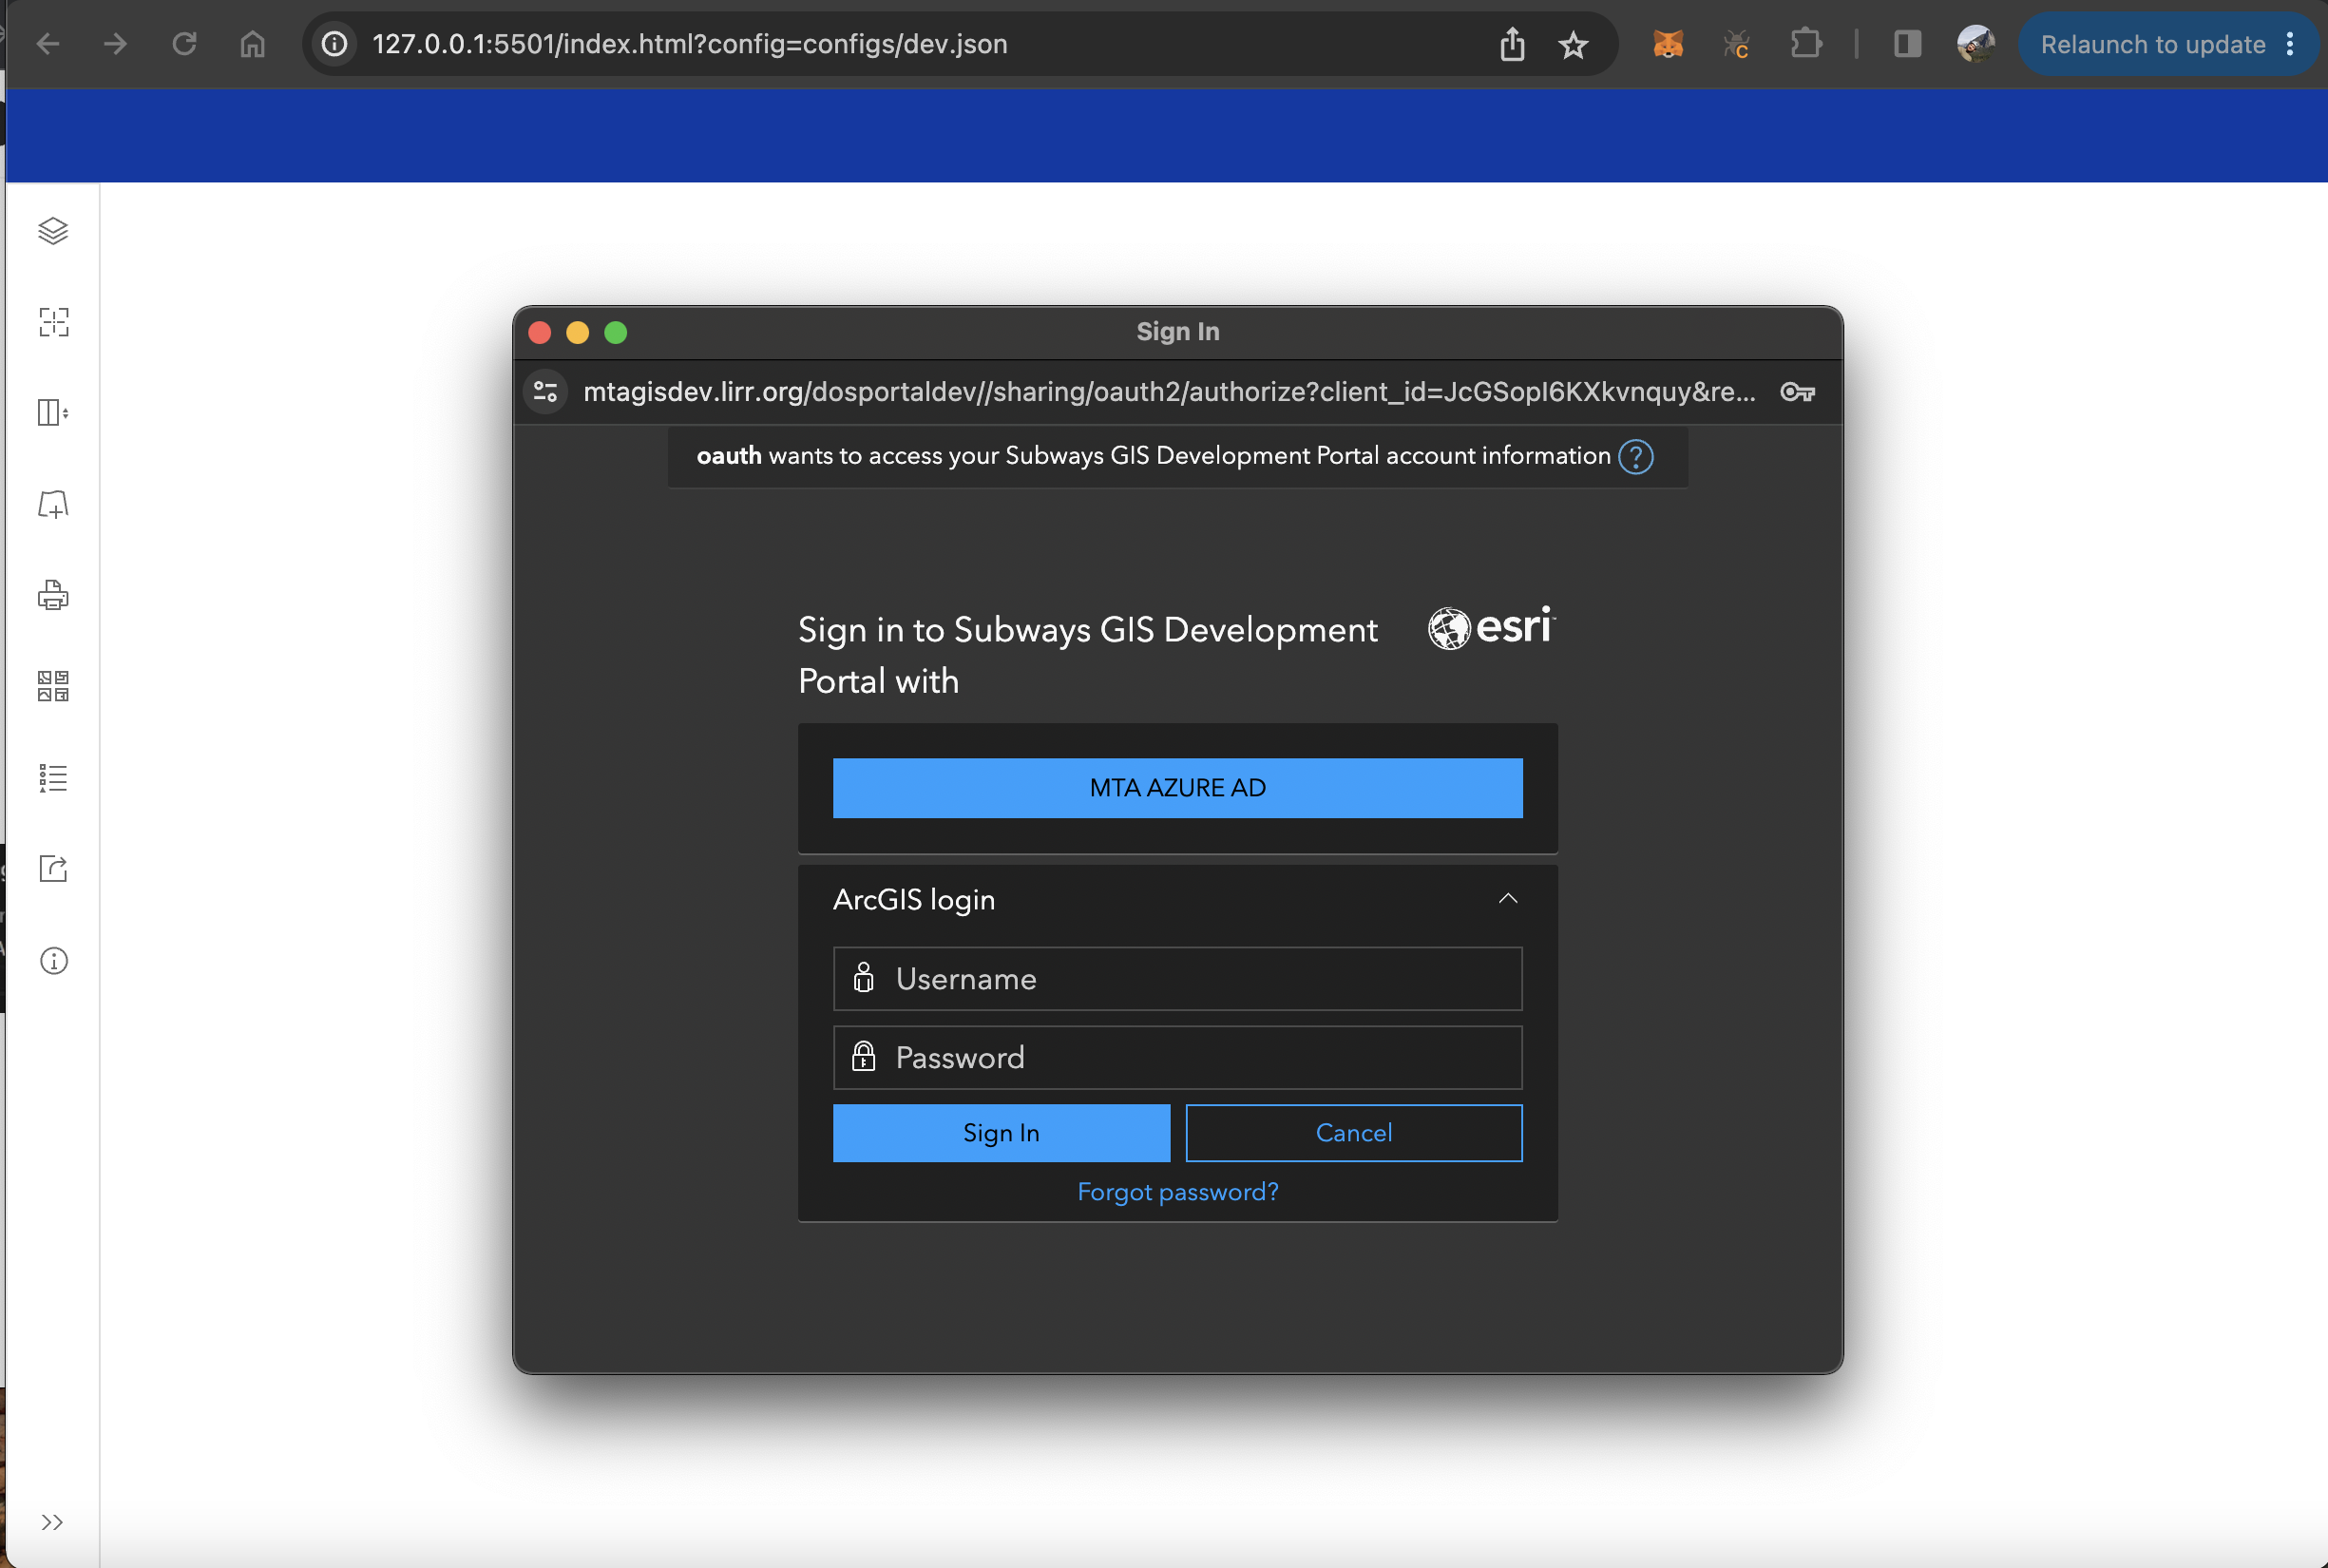 127.0.0.1:5501/index.html?config=configs/dev.json
Relaunch to update
Sign In
mtagisdev.lirr.org/dosportaldev//sharing/oauth2/authorize?client_id=JcGSopl6KXkvnquy&re...
oauth wants to access your Subways GIS Development Portal account information ?
Sign in to Subways GIS Development
Portal with
esri
MTA AZURE AD
ArcGIS login
Username
Password
Sign In
Cancel
Forgot password?